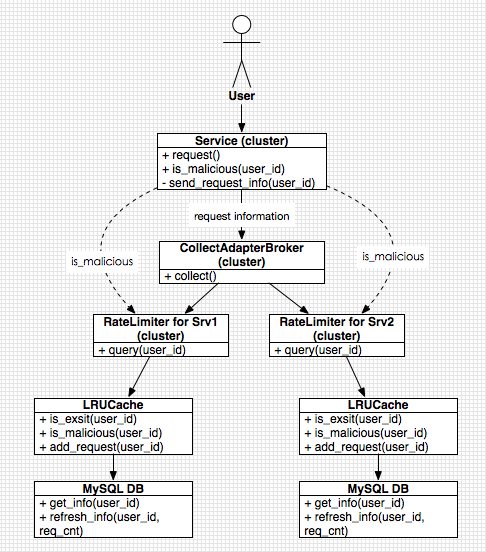 User
Service (cluster)
+ request()
+ is_malicious(user_id)
- send_request_info(user_id)
request information
is_malicious
is_malicious
CollectAdapterBroker
(cluster)
+ collect()
RateLimiter for Srv1
(cluster)
+ query(user_id)
RateLimiter for Srv2
(cluster)
+ query(user_id)
LRUCache
+ is_exsit(user_id)
+ is_malicious(user_id)
+ add_request(user_id)
LRUCache
+ is_exsit(user_id)
+ is_malicious(user_id)
+ add_request(user_id)
MySQL DB
+ get_info(user_id)
+ refresh_info(user_id,
req_cnt)
MySQL DB
+ get_info(user_id)
+ refresh_info(user_id,
req_cnt)